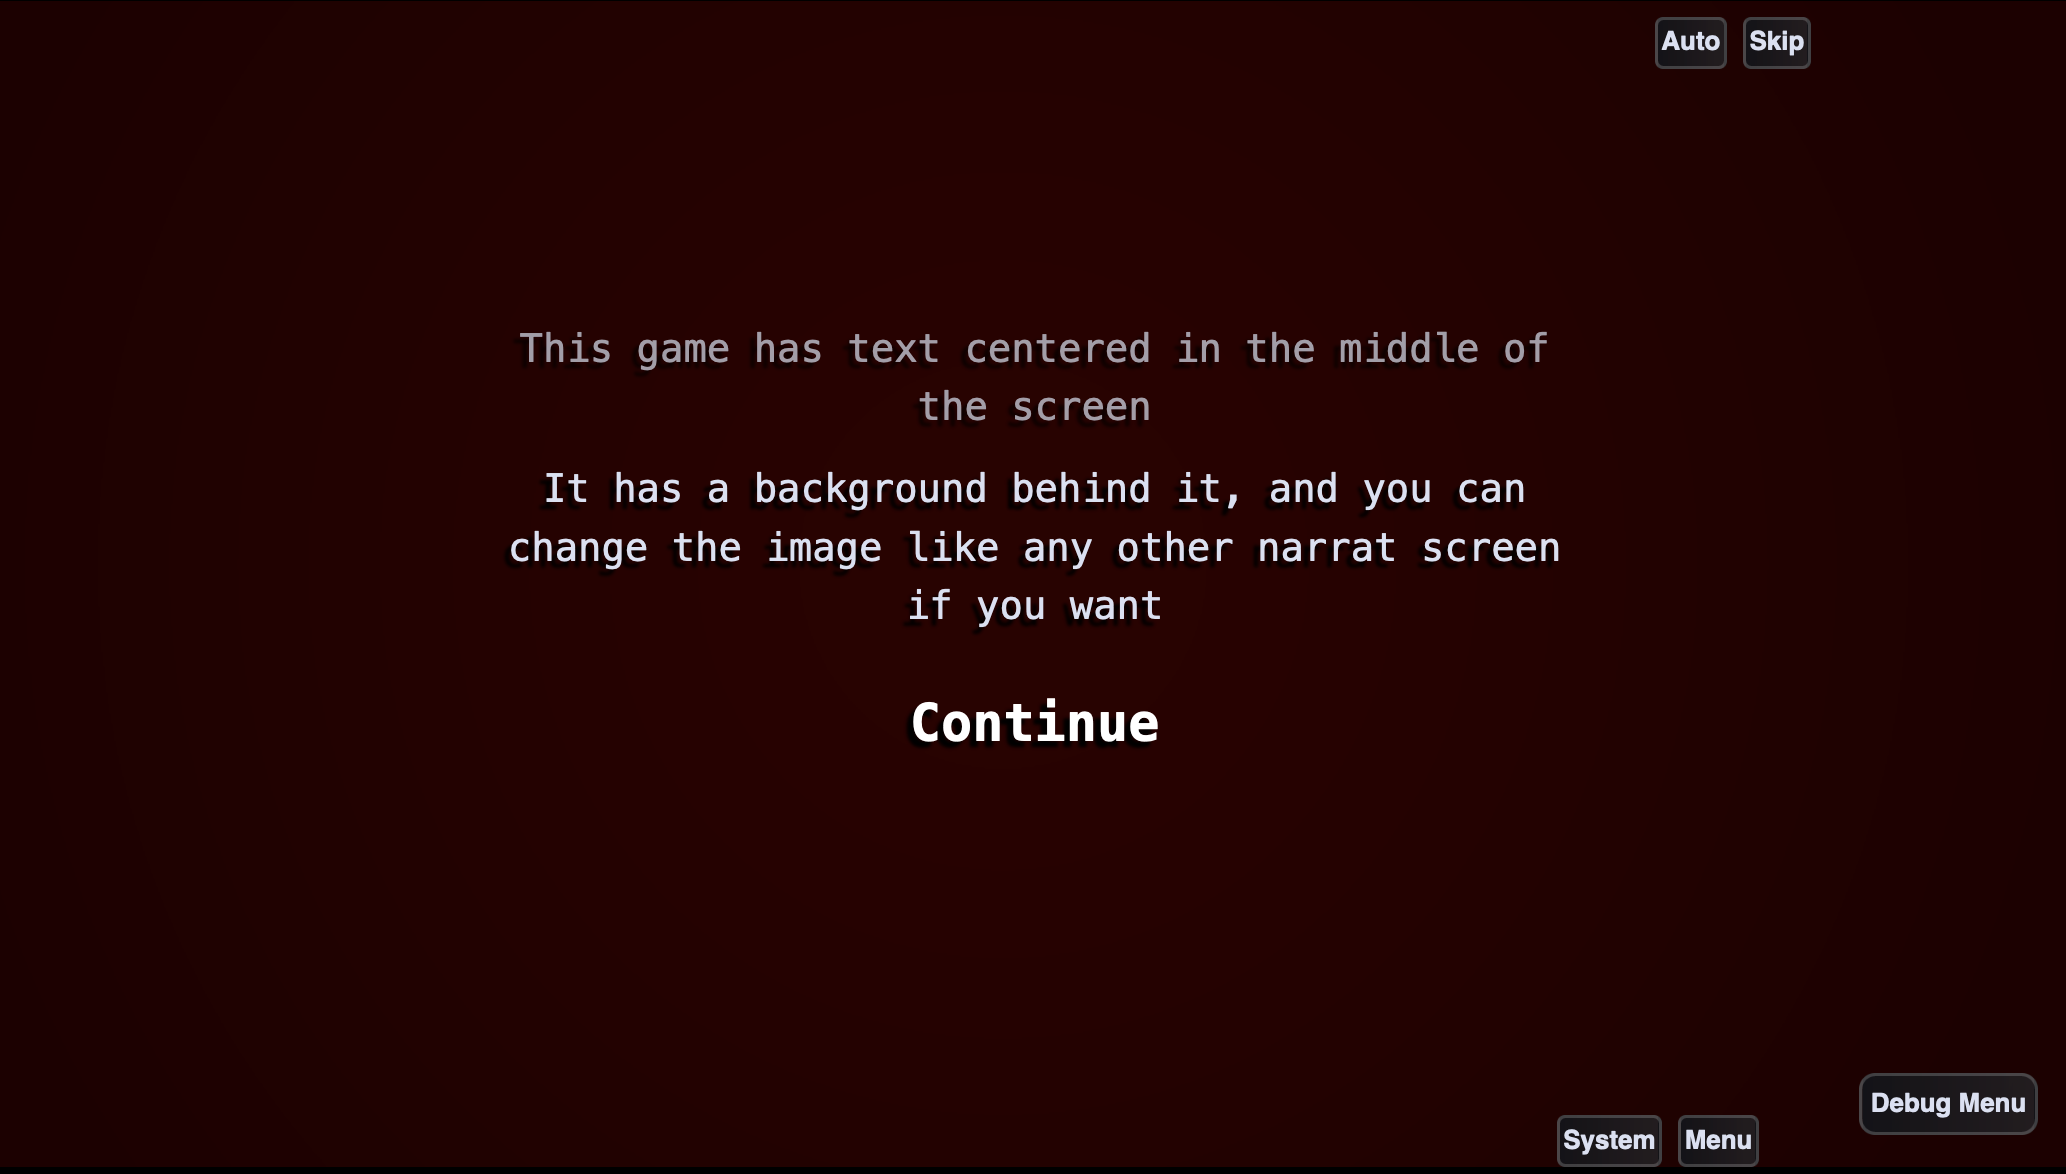 Auto Skip
This game has text centered in the middle of
the screen
It has a background behind it, and you can
change the image like any other narrat screen
if you want
Continue
Debug Menu
System Menu